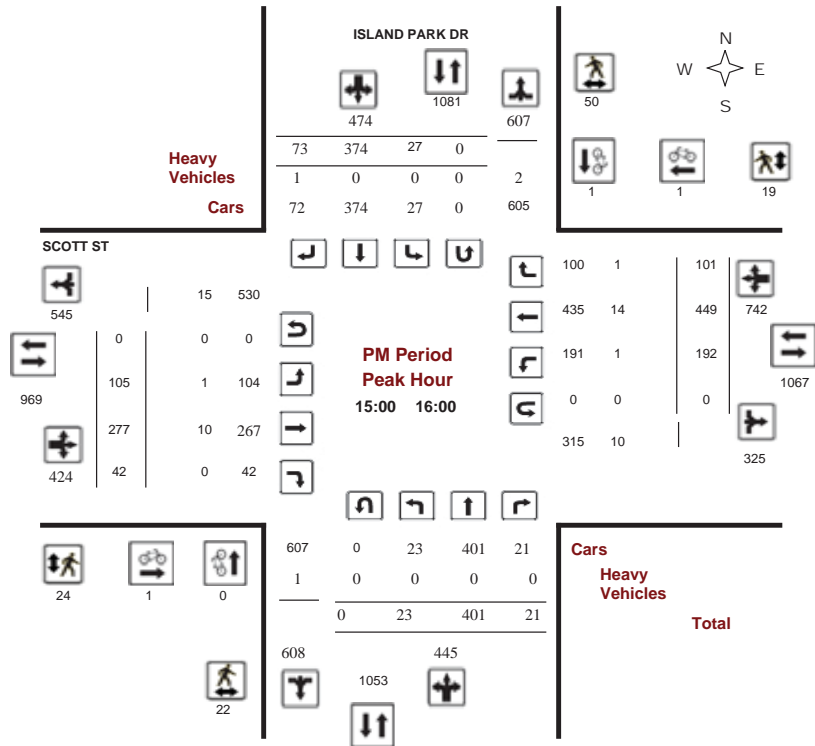 ISLAND PARK DR
N
W E
S
1081
50
474 607
73 374 27 0
Heavy
Vehicles
1 0 0 0 2
Cars
72 374 27 0 605
1 1 19
SCOTT ST
545
15 530
0 0 0
969
105 1 104
277 10 267
424
42 0 42
PM Period
Peak Hour
15:00 16:00
100 1 101
435 14 449
742
191 1 192
1067
0 0 0
315 10
325
24 1 0
22
607 0 23 401 21
1 0 0 0 0
0 23 401 21
608 445
1053
Cars
Heavy
Vehicles
Total